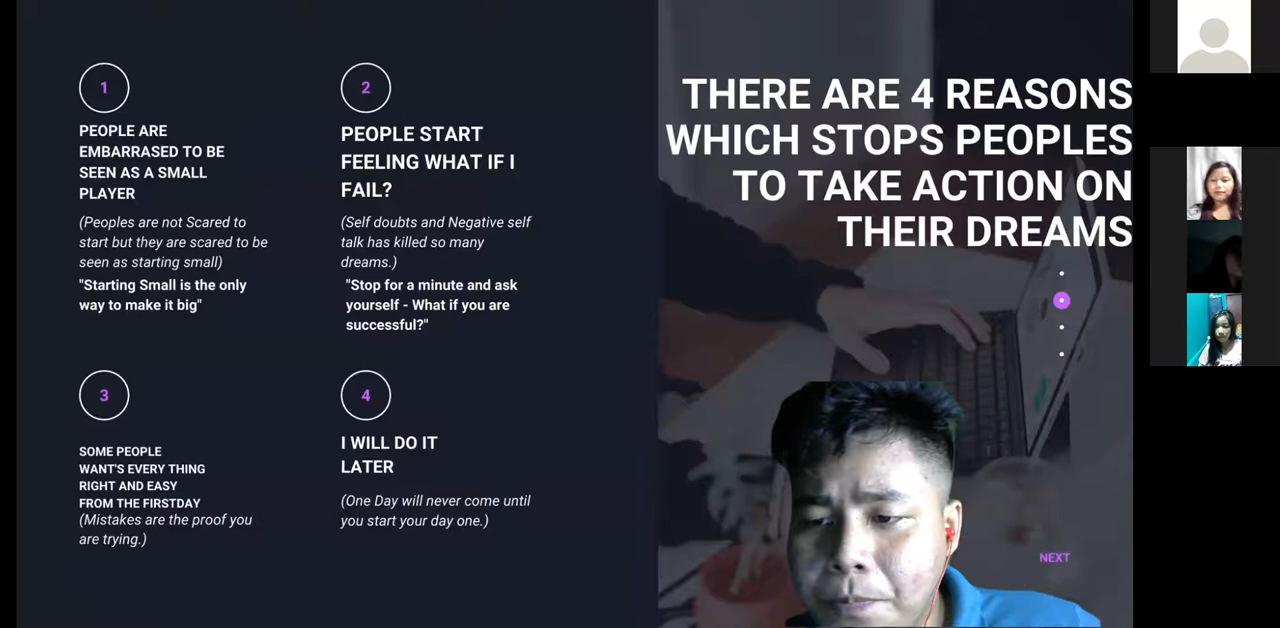 THERE ARE 4 REASONS
WHICH STOPS PEOPLES
TO TAKE ACTION ON
THEIR DREAMS
1
PEOPLE ARE
EMBARRASED TO BE
SEEN AS A SMALL
PLAYER
(Peoples are not Scared to
start but they are scared to be
seen as starting small)
"Starting Small is the only
way to make it big"
2
PEOPLE START
FEELING WHAT IF I
FAIL?
(Self doubts and Negative self
talk has killed so many
dreams.)
"Stop for a minute and ask
yourself - What if you are
successful?"
3
SOME PEOPLE
WANT'S EVERY THING
RIGHT AND EASY
FROM THE FIRSTDAY
(Mistakes are the proof you
are trying.)
4
I WILL DO IT
LATER
(One Day will never come until
you start your day one.)
NEXT